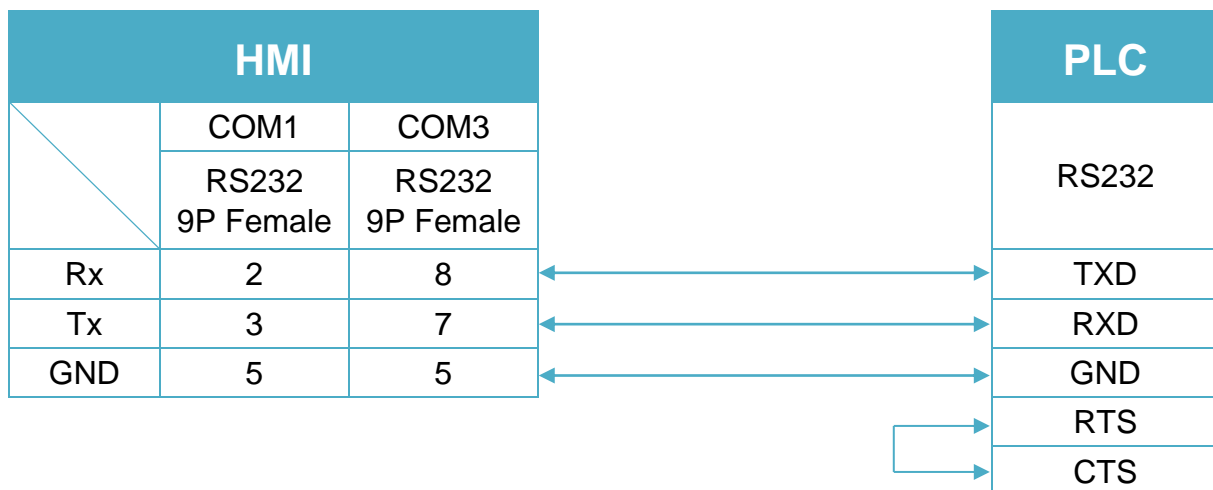 HMI
PLC
COM1 COM3
RS232
9P Female
RS232
9P Female
RS232
Rx 2 8 TXD
Tx 3 7 RXD
GND 5 5 GND
RTS
CTS